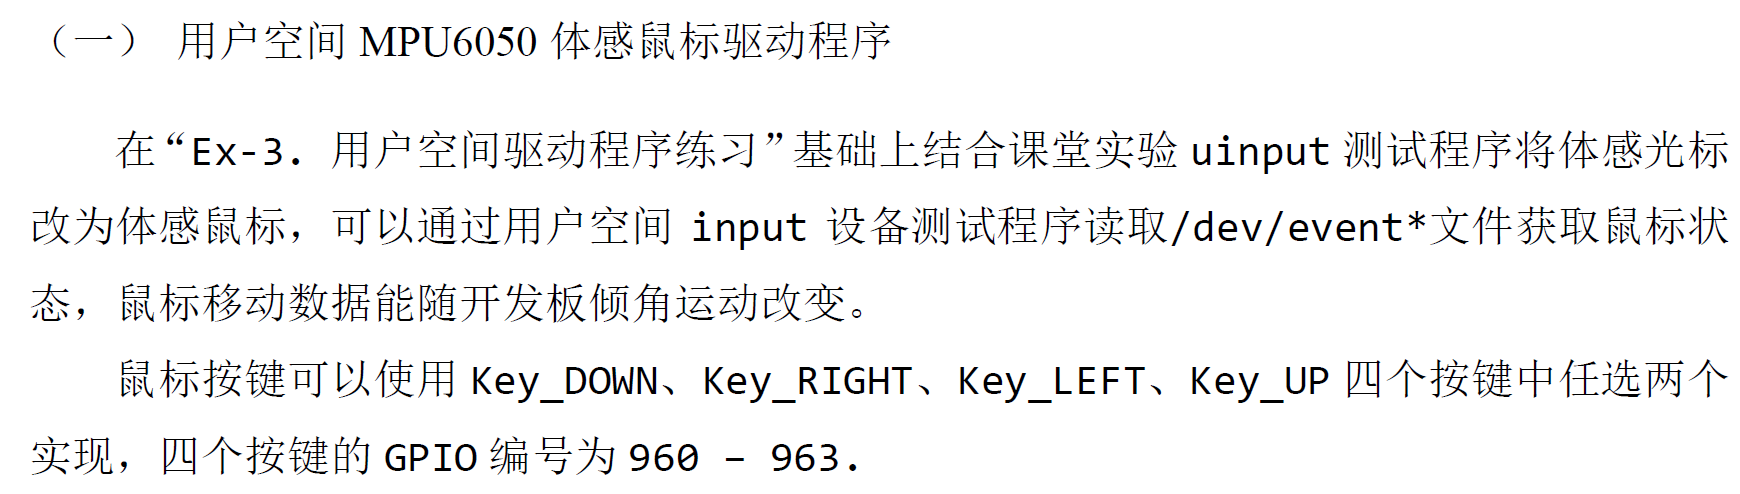 （一） 用户空间 MPU6050 体感鼠标驱动程序
在“Ex-3. 用户空间驱动程序练习”基础上结合课堂实验 uinput 测试程序将体感光标
改为体感鼠标，可以通过用户空间 input 设备测试程序读取/dev/event*文件获取鼠标状
态，鼠标移动数据能随开发板倾角运动改变。
鼠标按键可以使用 Key_DOWN、Key_RIGHT、Key_LEFT、Key_UP 四个按键中任选两个
实现，四个按键的 GPIO 编号为 960 – 963.